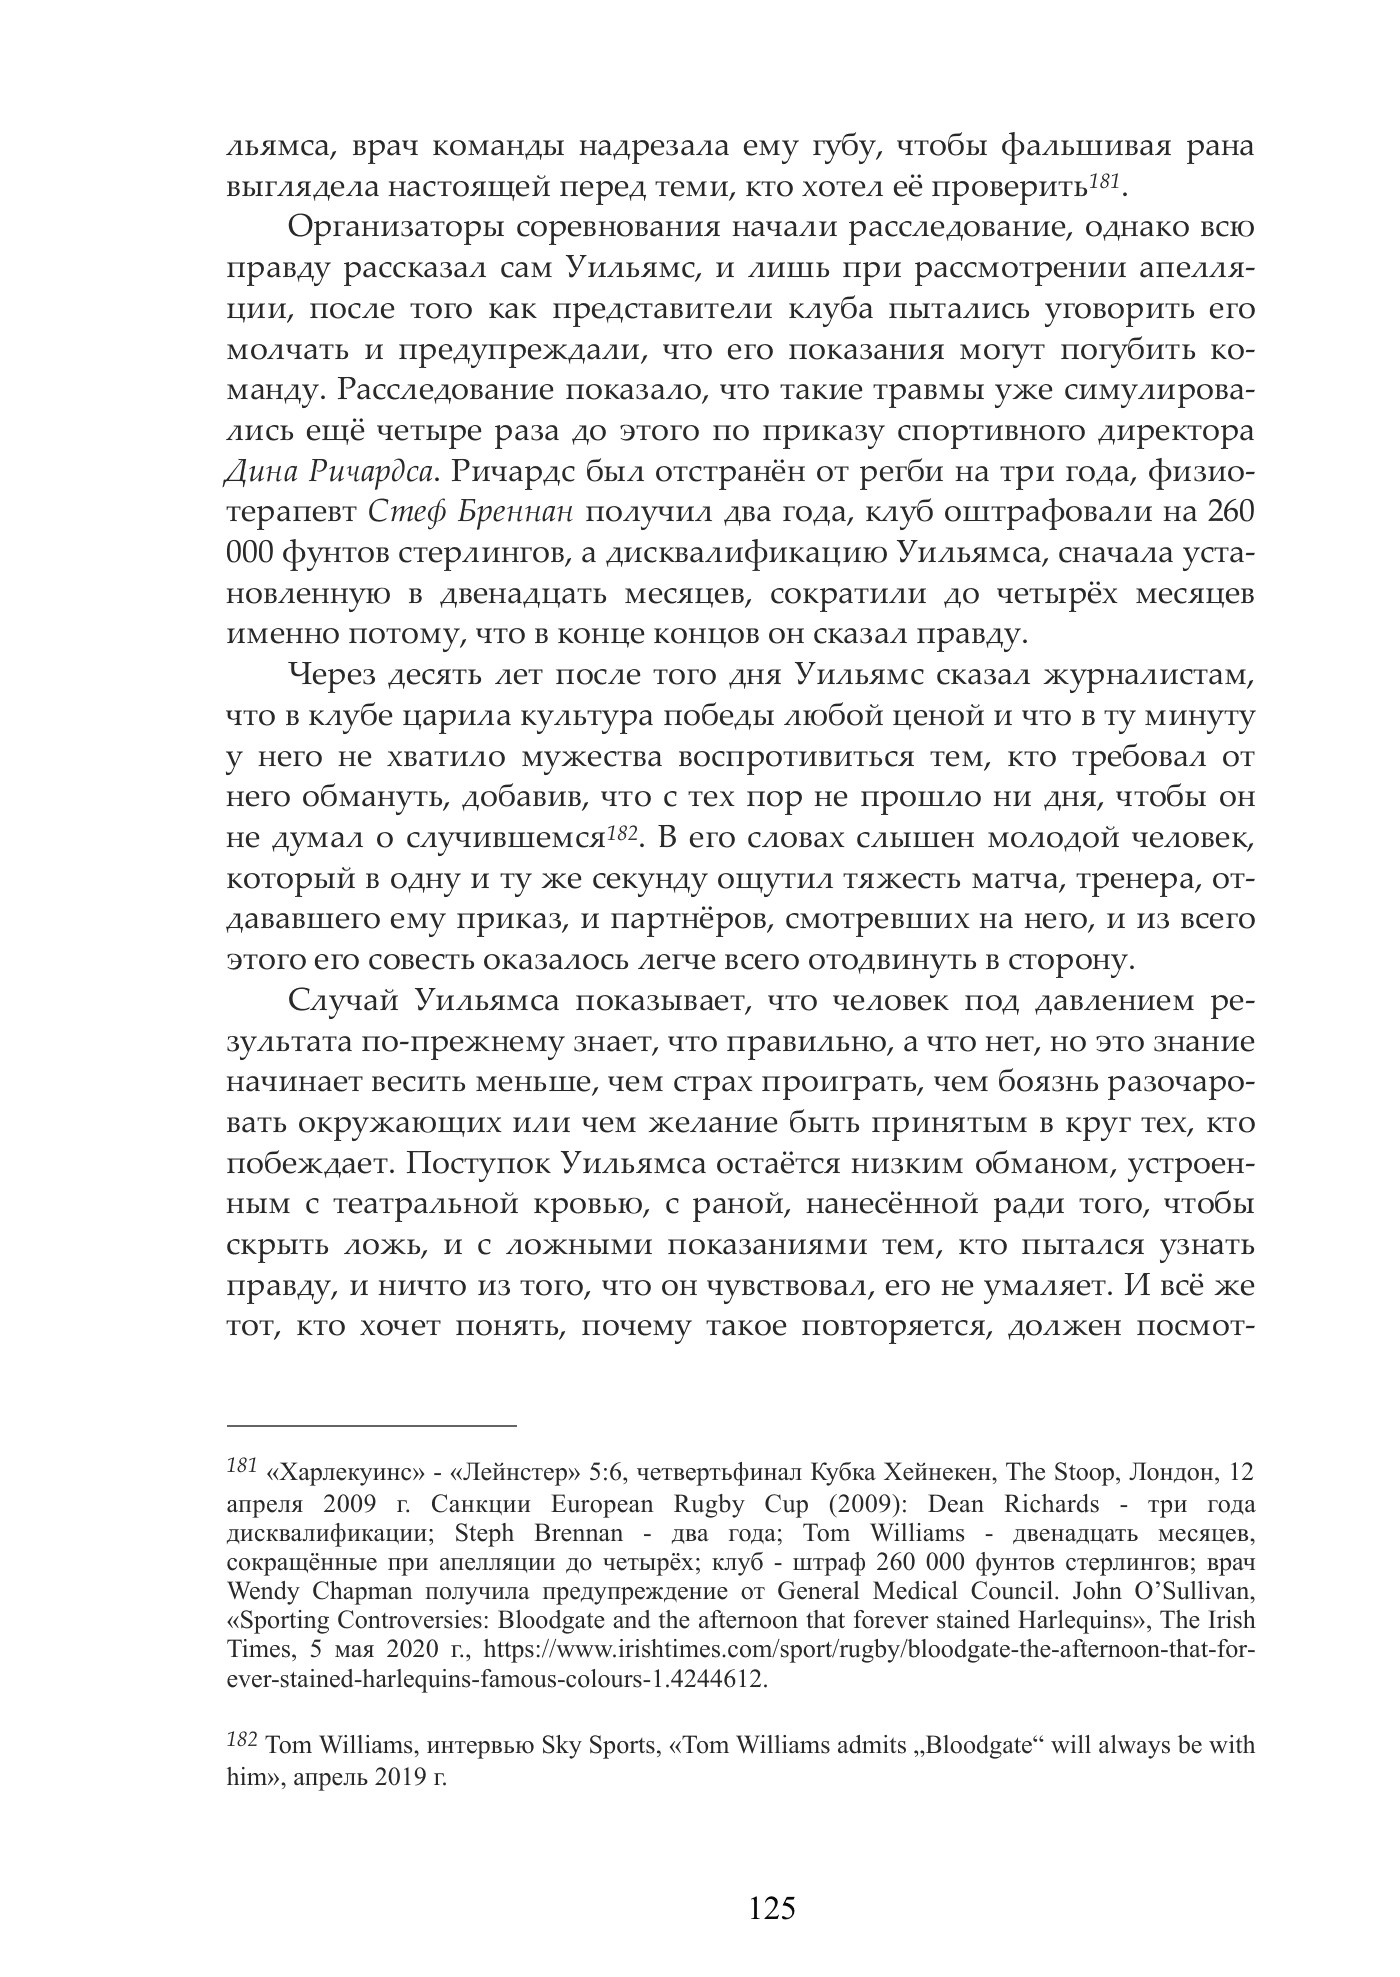 льямса, врач команды надрезала ему губу, чтобы фальшивая рана
выглядела настоящей перед теми, кто хотел её проверить181.
Организаторы соревнования начали расследование, однако всю
правду рассказал сам Уильямс, и лишь при рассмотрении апелля-
ции, после того как представители клуба пытались уговорить его
молчать и предупреждали, что его показания могут погубить ко-
манду. Расследование показало, что такие травмы уже симулирова-
лись ещё четыре раза до этого по приказу спортивного директора
Дина Ричардса. Ричардс был отстранён от регби на три года, физио-
терапевт Стеф Бреннан получил два года, клуб оштрафовали на 260
000 фунтов стерлингов, а дисквалификацию Уильямса, сначала уста-
новленную в двенадцать месяцев, сократили до четырёх месяцев
именно потому, что в конце концов он сказал правду.
Через десять лет после того дня Уильямс сказал журналистам,
что в клубе царила культура победы любой ценой и что в ту минуту
у него не хватило мужества воспротивиться тем, кто требовал от
него обмануть, добавив, что с тех пор не прошло ни дня, чтобы он
не думал о случившемся182. В его словах слышен молодой человек,
который в одну и ту же секунду ощутил тяжесть матча, тренера, от-
дававшего ему приказ, и партнёров, смотревших на него, и из всего
этого его совесть оказалось легче всего отодвинуть в сторону.
Случай Уильямса показывает, что человек под давлением ре-
зультата по-прежнему знает, что правильно, а что нет, но это знание
начинает весить меньше, чем страх проиграть, чем боязнь разочаро-
вать окружающих или чем желание быть принятым в круг тех, кто
побеждает. Поступок Уильямса остаётся низким обманом, устроен-
ным с театральной кровью, с раной, нанесённой ради того, чтобы
скрыть ложь, и с ложными показаниями тем, кто пытался узнать
правду, и ничто из того, что он чувствовал, его не умаляет. И всё же
тот, кто хочет понять, почему такое повторяется, должен посмот-
181 «Харлекуинс» - «Лейнстер» 5:6, четвертьфинал Кубка Хейнекен, The Stoop, Лондон, 12
апреля 2009 г. Санкции European Rugby Cup (2009): Dean Richards - три года
дисквалификации; Steph Brennan - два года; Tom Williams - двенадцать месяцев,
сокращённые при апелляции до четырёх; клуб - штраф 260 000 фунтов стерлингов; врач
Wendy Chapman получила предупреждение от General Medical Council. John O’Sullivan,
«Sporting Controversies: Bloodgate and the afternoon that forever stained Harlequins», The Irish
Times, 5 мая 2020 г., https://www.irishtimes.com/sport/rugby/bloodgate-the-afternoon-that-for-
ever-stained-harlequins-famous-colours-1.4244612.
182 Tom Williams, интервью Sky Sports, «Tom Williams admits „Bloodgate“ will always be with
him», апрель 2019 г.
125